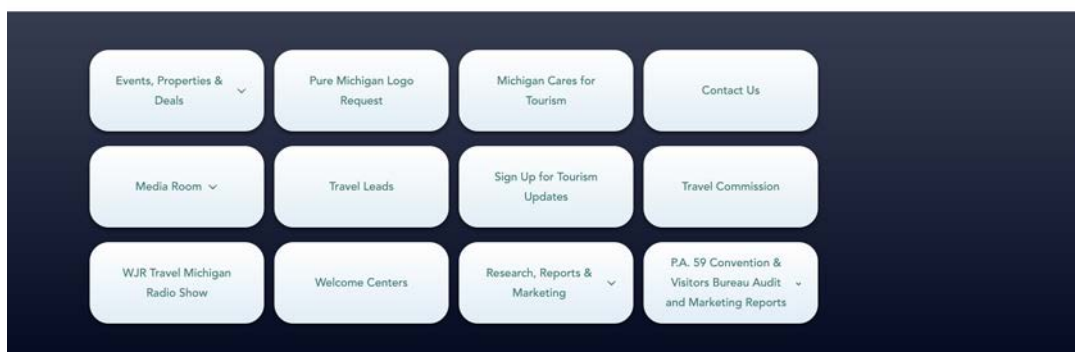 Events, Properties &
Deals
Pure Michigan Logo
Request
Michigan Cares for
Tourism
Contact Us
Media Room
Travel Leads
Sign Up for Tourism
Updates
Travel Commission
WJR Travel Michigan
Radio Show
Welcome Centers
Research, Reports &
Marketing
P.A. 59 Convention &
Visitors Bureau Audit
and Marketing Reports